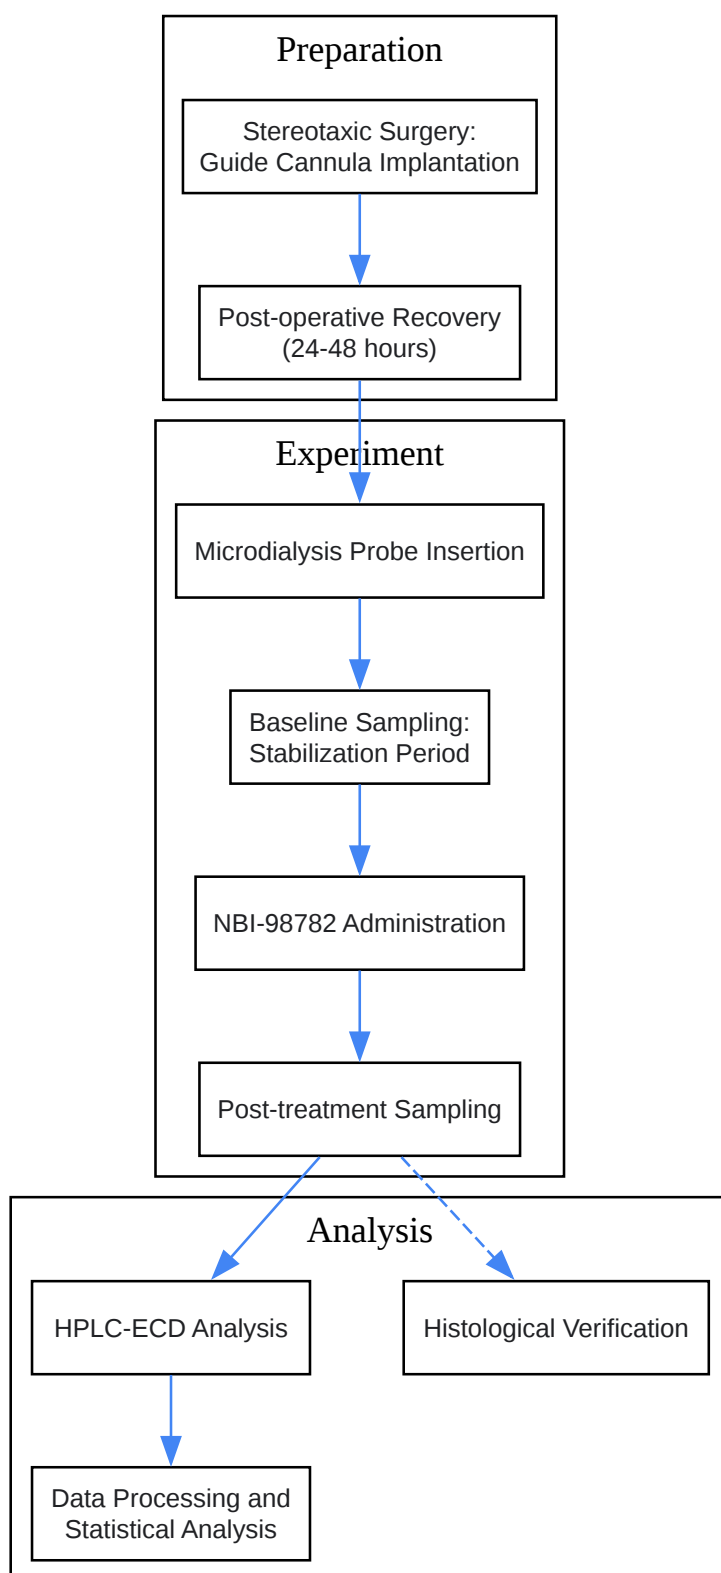 Preparation
Stereotaxic Surgery:
Guide Cannula Implantation
Post-operative Recovery
(24-48 hours)
Experiment
Microdialysis Probe Insertion
Baseline Sampling:
Stabilization Period
NBI-98782 Administration
Post-treatment Sampling
Analysis
HPLC-ECD Analysis
Histological Verification
Data Processing and
Statistical Analysis